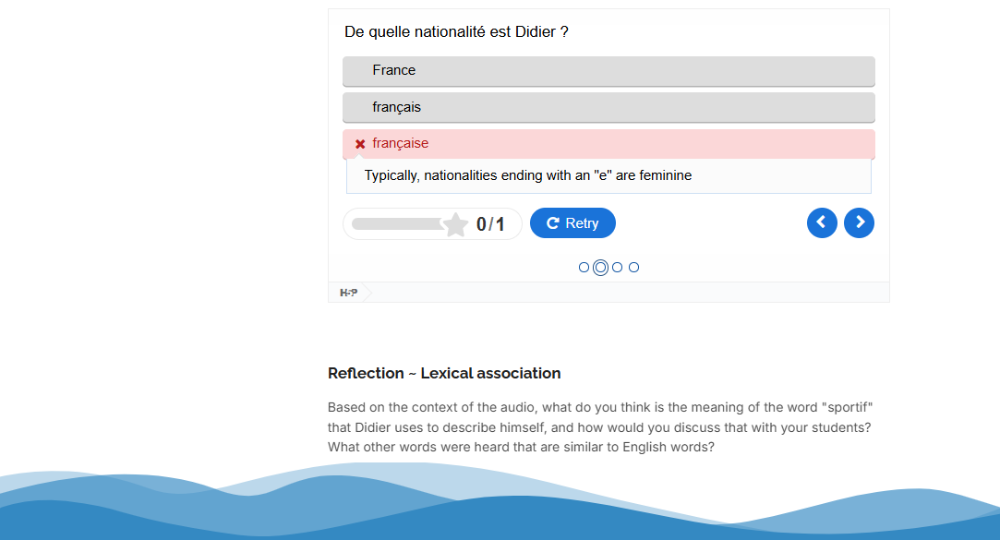 De quelle nationalité est Didier ?
France
français
française
Typically, nationalities ending with an "e" are feminine
0/1
Retry
H5P
Reflection ~ Lexical association
Based on the context of the audio, what do you think is the meaning of the word "sportif"
that Didier uses to describe himself, and how would you discuss that with your students?
What other words were heard that are similar to English words?